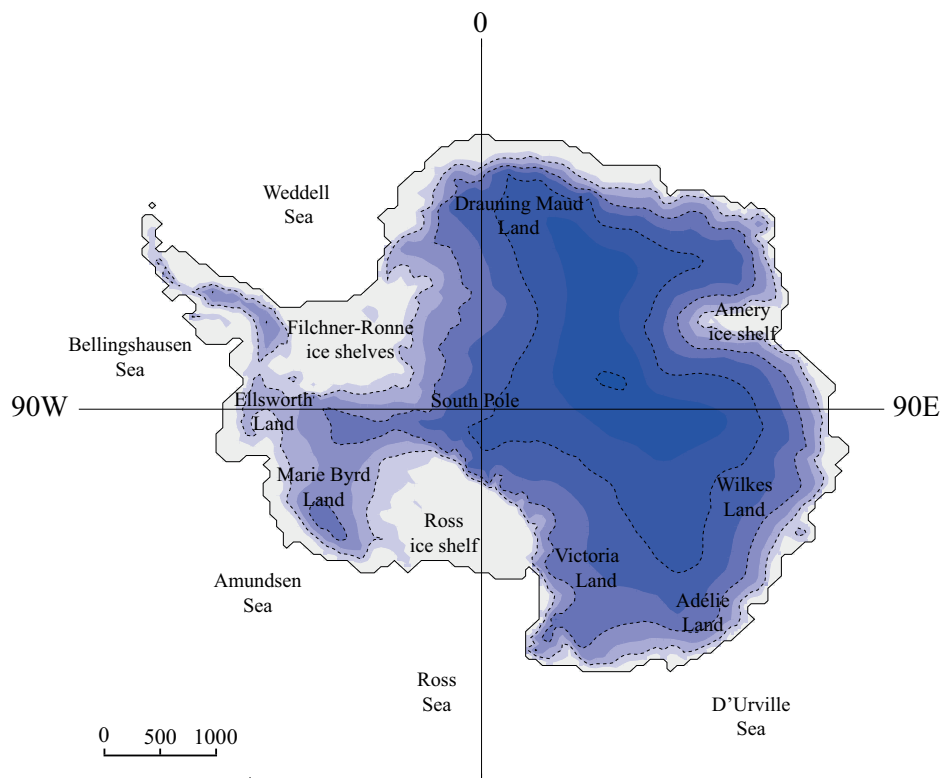 0
Weddell
Sea
Drauning Maud
Land
Filchner-Ronne
ice shelves
Amery
ice shelf
Bellingshausen
Sea
90W
Ellsworth
Land
South Pole
90E
Marie Byrd
Land
Wilkes
Land
Ross
ice shelf
Victoria
Land
Amundsen
Sea
Adélie
Land
Ross
Sea
D'Urville
Sea
0 500 1000